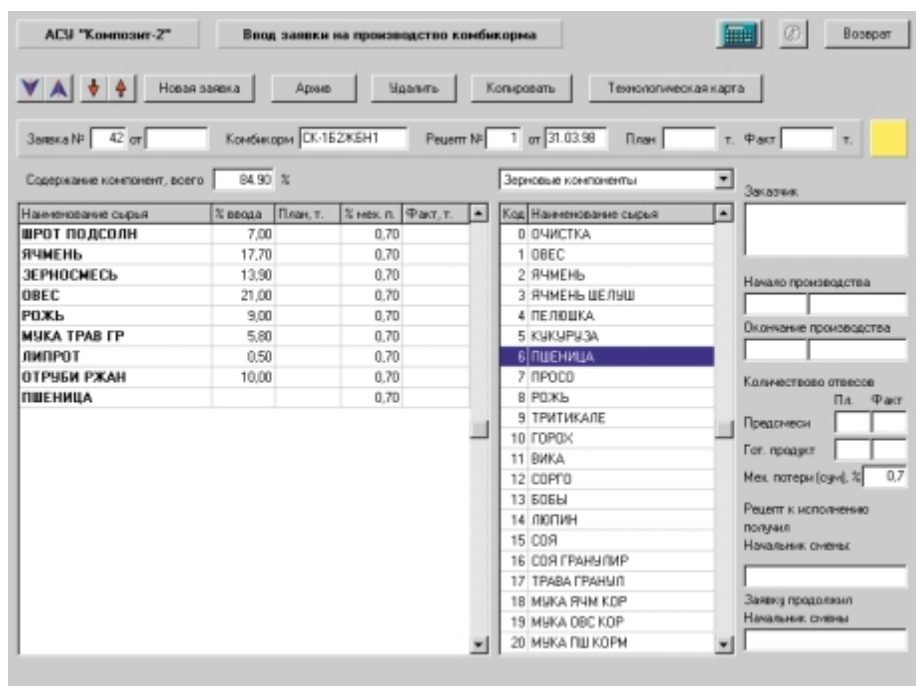 АСУ "Композит-2" Ввод заявки на производство комбикорма Возврат
Новая заявка Архив Удалить Копировать Технологическая карта
Заявка № 42 от Комбикорм СК-1Б2ЖБН1 Рецепт № 1 от 31.03.98 План т. Факт т.
Содержание компонент, всего 84.90 % Зерновые компоненты
Заказчик
Наименование сырья % ввода План, т. % мех. п. Факт, т.
ШРОТ ПОДСОЛН 7,00 0,70
ЯЧМЕНЬ 17,70 0,70
ЗЕРНОСМЕСЬ 13,90 0,70
ОВЕС 21,00 0,70
РОЖЬ 9,00 0,70
МУКА ТРАВ ГР 5,80 0,70
ЛИПРОТ 0,50 0,70
ОТРУБИ РЖАН 10,00 0,70
ПШЕНИЦА 0,70
Код Наименование сырья
0 ОЧИСТКА
1 ОВЕС
2 ЯЧМЕНЬ
3 ЯЧМЕНЬ ШЕЛУШ
4 ПЕЛЮШКА
5 КУКУРУЗА
6 ПШЕНИЦА
7 ПРОСО
8 РОЖЬ
9 ТРИТИКАЛЕ
10 ГОРОХ
11 ВИКА
12 СОРГО
13 БОБЫ
14 ЛЮПИН
15 СОЯ
16 СОЯ ГРАНУЛИР
17 ТРАВА ГРАНУЛ
18 МУКА ЯЧМ КОР
19 МУКА ОВС КОР
20 МУКА ПШ КОРМ
Начало производства
Окончание производства
Количествово отвесов
Пл. Факт
Предсмеси
Гот. продукт
Мех. потери (сум), % 0,7
Рецепт к исполнению
получил
Начальник смены:
Заявку продолжил
Начальник смены